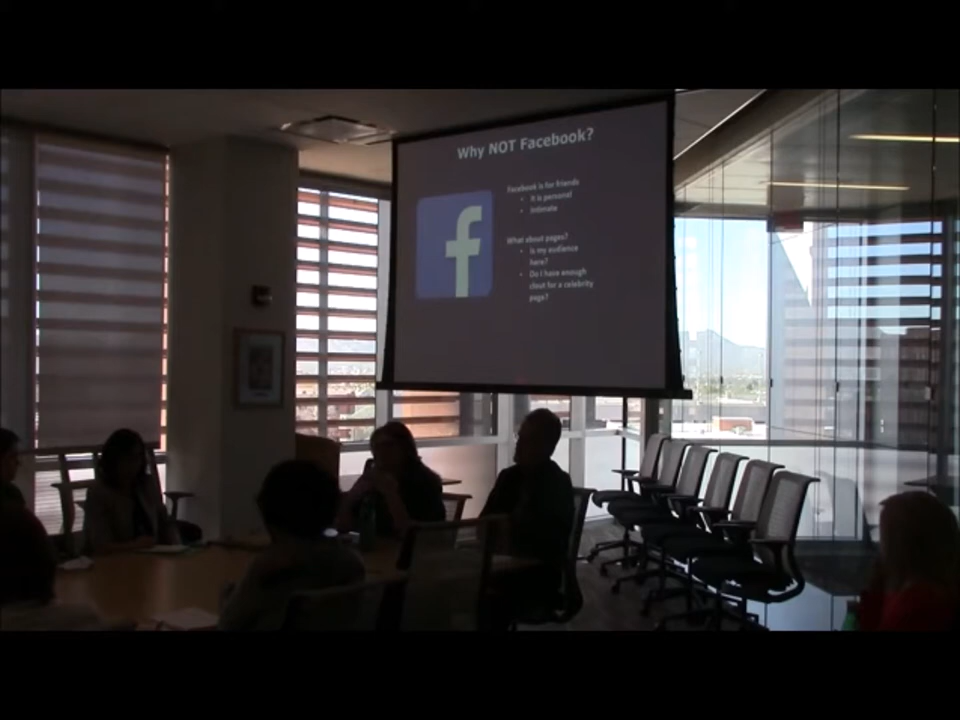 Why NOT Facebook?
f
Facebook is for friends
• It is personal
• Intimate
What about pages?
• Is my audience
here?
• Do I have enough
clout for a celebrity
page?